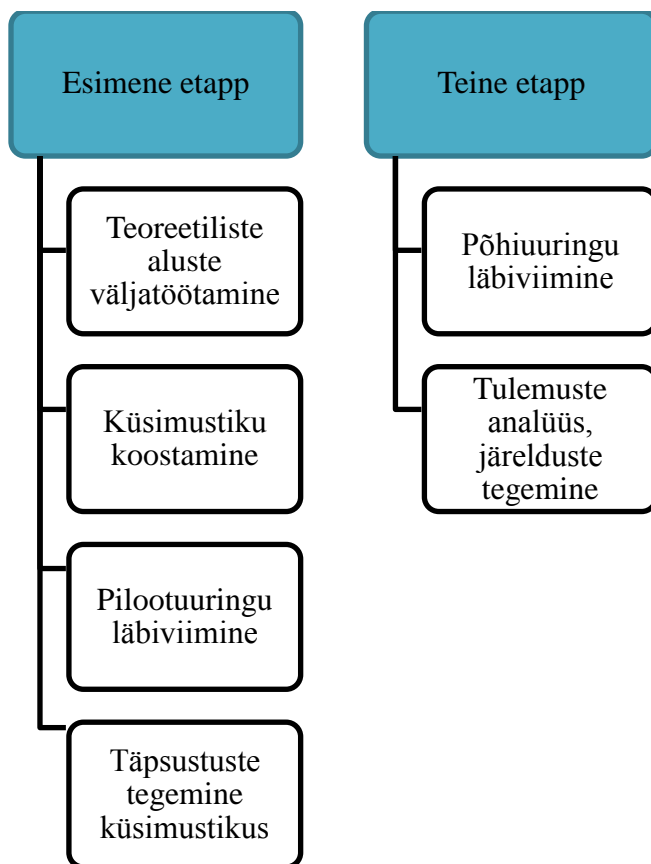 Esimene etapp
Teoreetiliste
aluste
väljatöötamine
Küsimustiku
koostamine
Pilootuuringu
läbiviimine
Täpsustuste
tegemine
küsimustikus
Teine etapp
Põhiuuringu
läbiviimine
Tulemuste
analüüs,
järelduste
tegemine